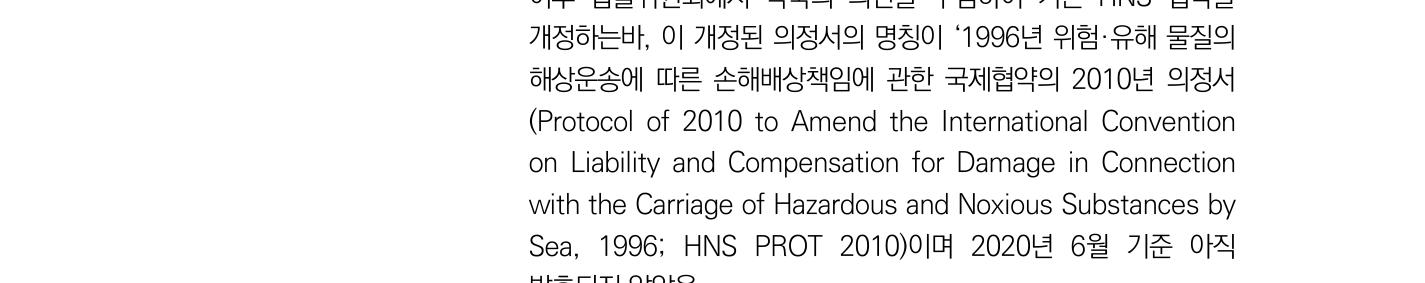 개정하는바, 이 개정된 의정서의 명칭이 ‘1996년 위험·유해 물질의
해상운송에 따른 손해배상책임에 관한 국제협약의 2010년 의정서
(Protocol of 2010 to Amend the International Convention
on Liability and Compensation for Damage in Connection
with the Carriage of Hazardous and Noxious Substances by
Sea, 1996; HNS PROT 2010)이며 2020년 6월 기준 아직